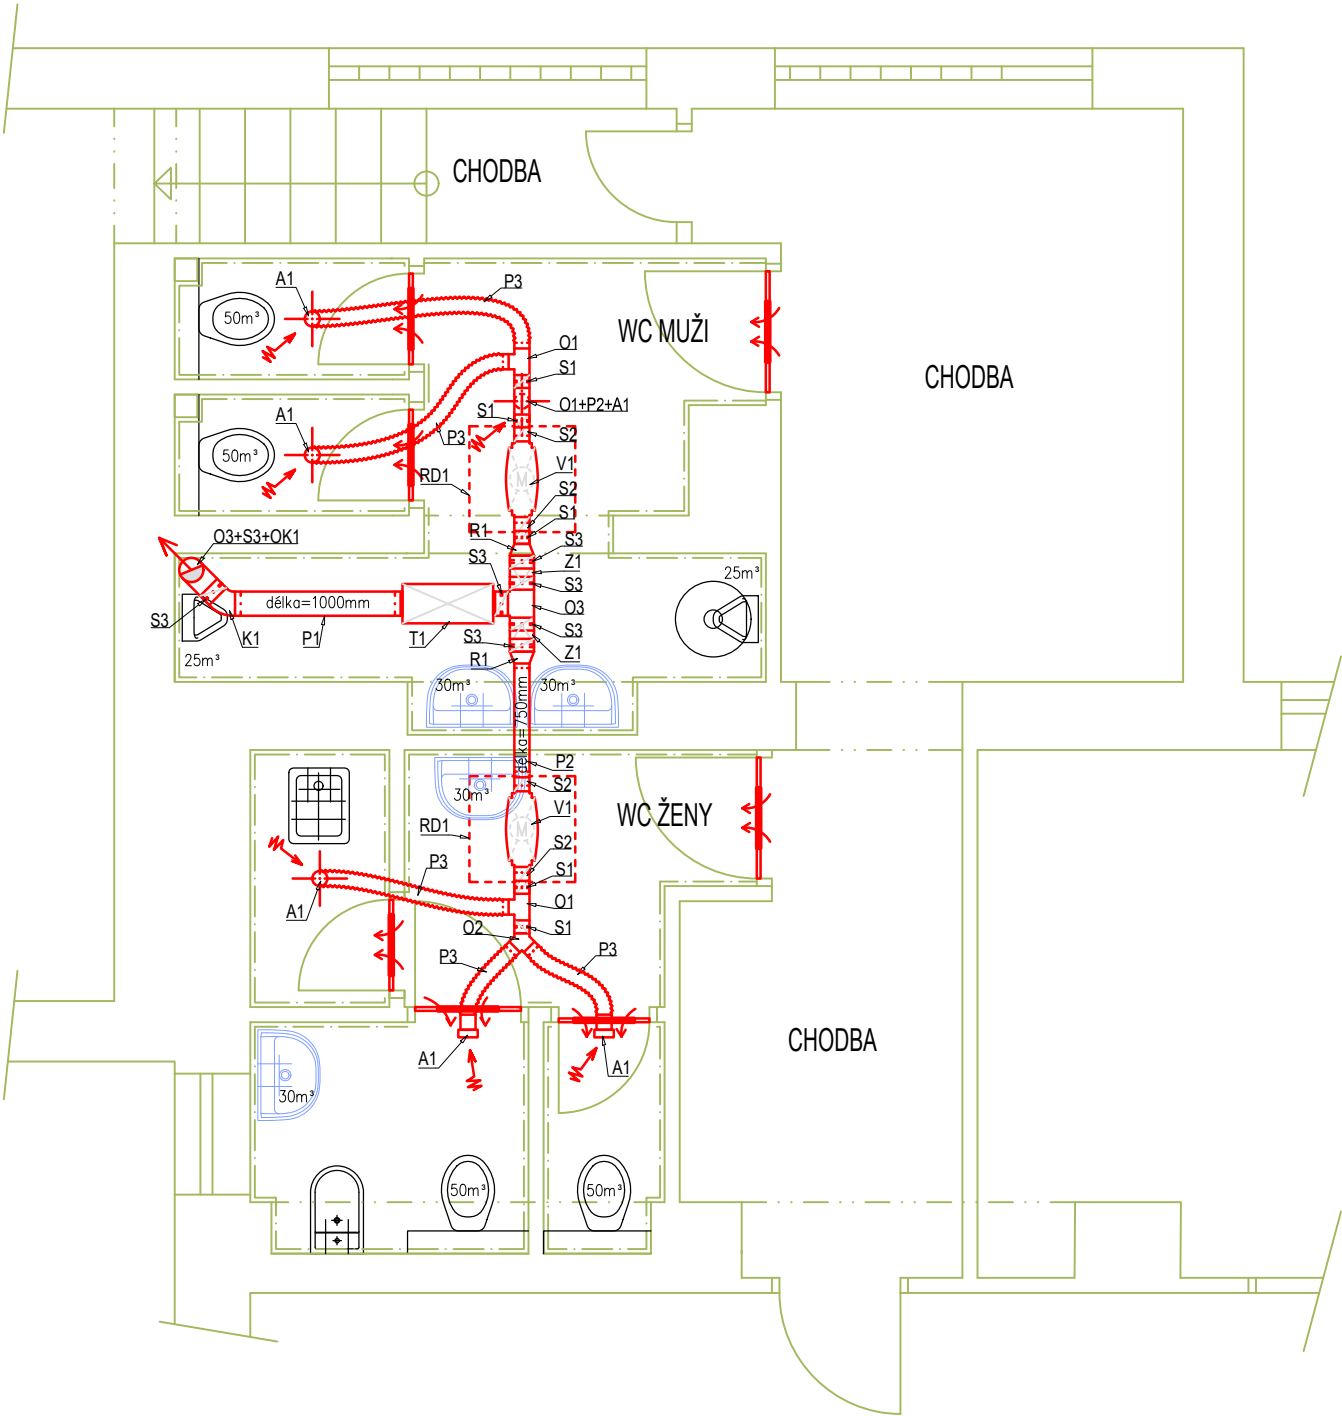 CHODBA
A1
P3
50m³
WC MUŽI
O1
S1
CHODBA
O1+P2+A1
A1
S1
S2
P3
50m³
RD1
V1
M
S2
S1
R1
O3+S3+OK1
S3
S3
Z1
25m³
S3
délka=1000mm
O3
S3
K1
P1
T1
S3
S3
Z1
25m³
R1
30m³
30m³
délka=750mm
P2
S2
30m³
V1
WC ŽENY
RD1
M
S2
P3
S1
A1
O1
O2
S1
P3
P3
CHODBA
A1
A1
30m³
50m³
50m³